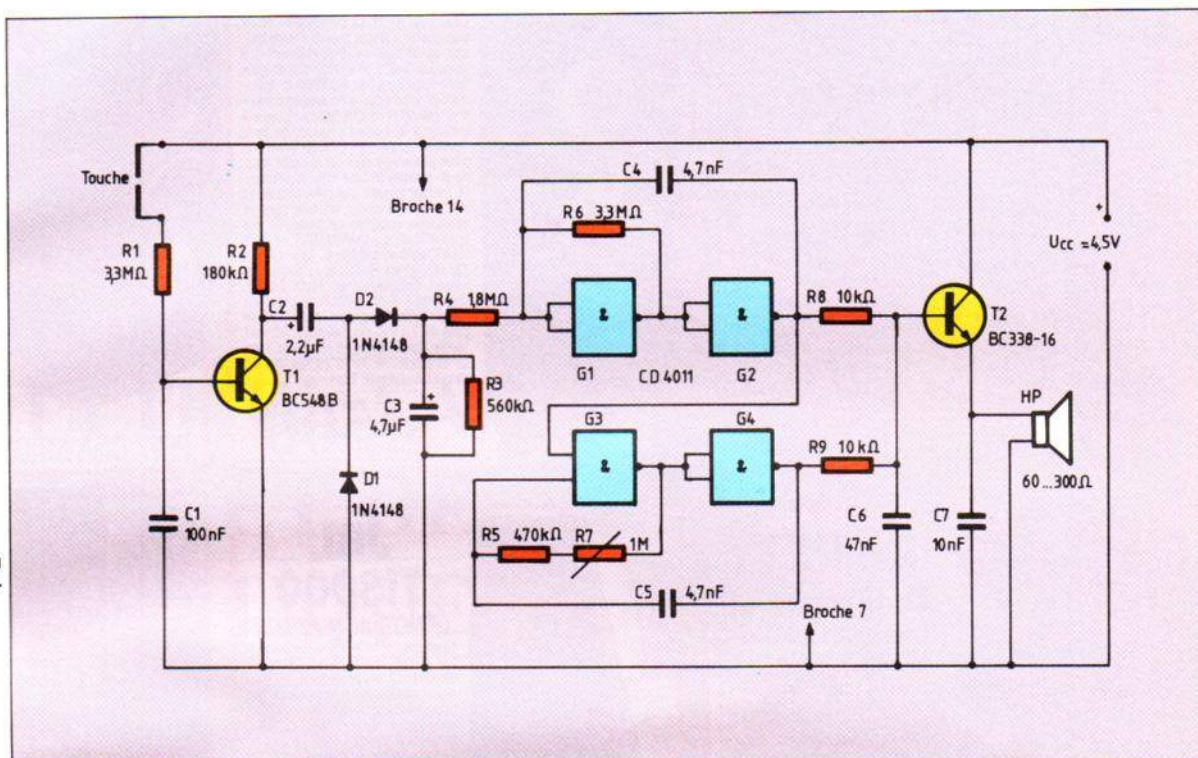 Touche
Broche 14
C4 4,7nF
R6 3,3MΩ
R1
3,3MΩ
R2
180kΩ
C2
2,2µF
+
D2
1N4148
R4 1,8MΩ
&
G1
CD 4011
&
G2
R8 10kΩ
T2
BC338-16
+
Ucc =4,5V
T1
BC548B
C3
4,7µF
+
R3
560kΩ
G3
&
G4
&
R9 10kΩ
HP
60...300Ω
D1
1N4148
C1
100nF
R5 470kΩ
R7 1M
C5 4,7nF
C6
47nF
C7
10nF
Broche 7